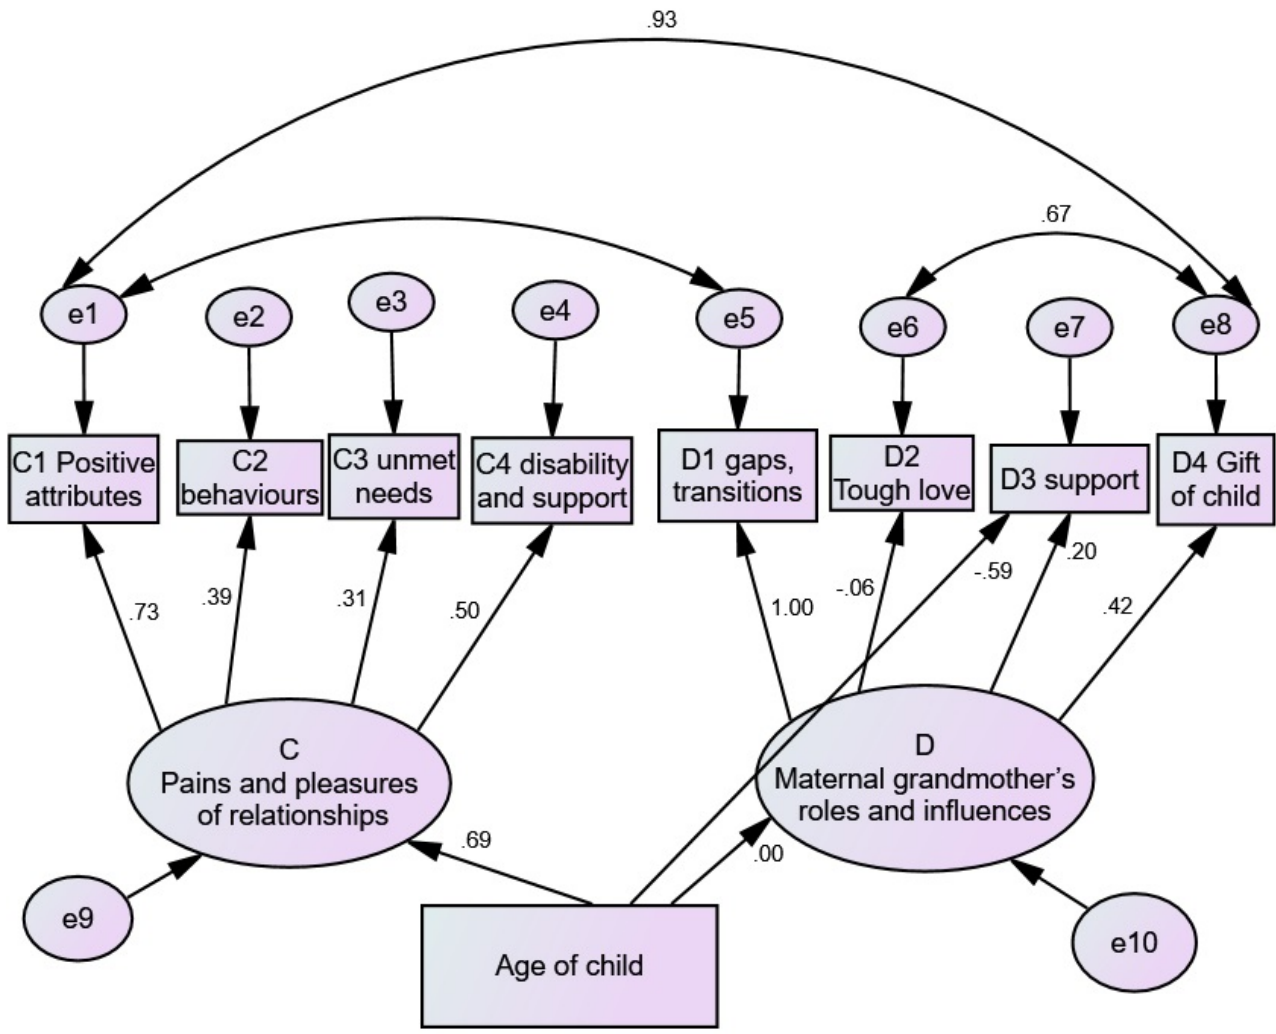 .93
.67
e1
e2
e3
e4
e5
e6
e7
e8
C1 Positive
attributes
C2
behaviours
C3 unmet
needs
C4 disability
and support
D1 gaps,
transitions
D2
Tough love
D3 support
D4 Gift
of child
.73
.39
.31
.50
1.00
-.06
-.59
.20
.42
C
Pains and pleasures
of relationships
D
Maternal grandmother’s
roles and influences
.69
.00
e9
Age of child
e10